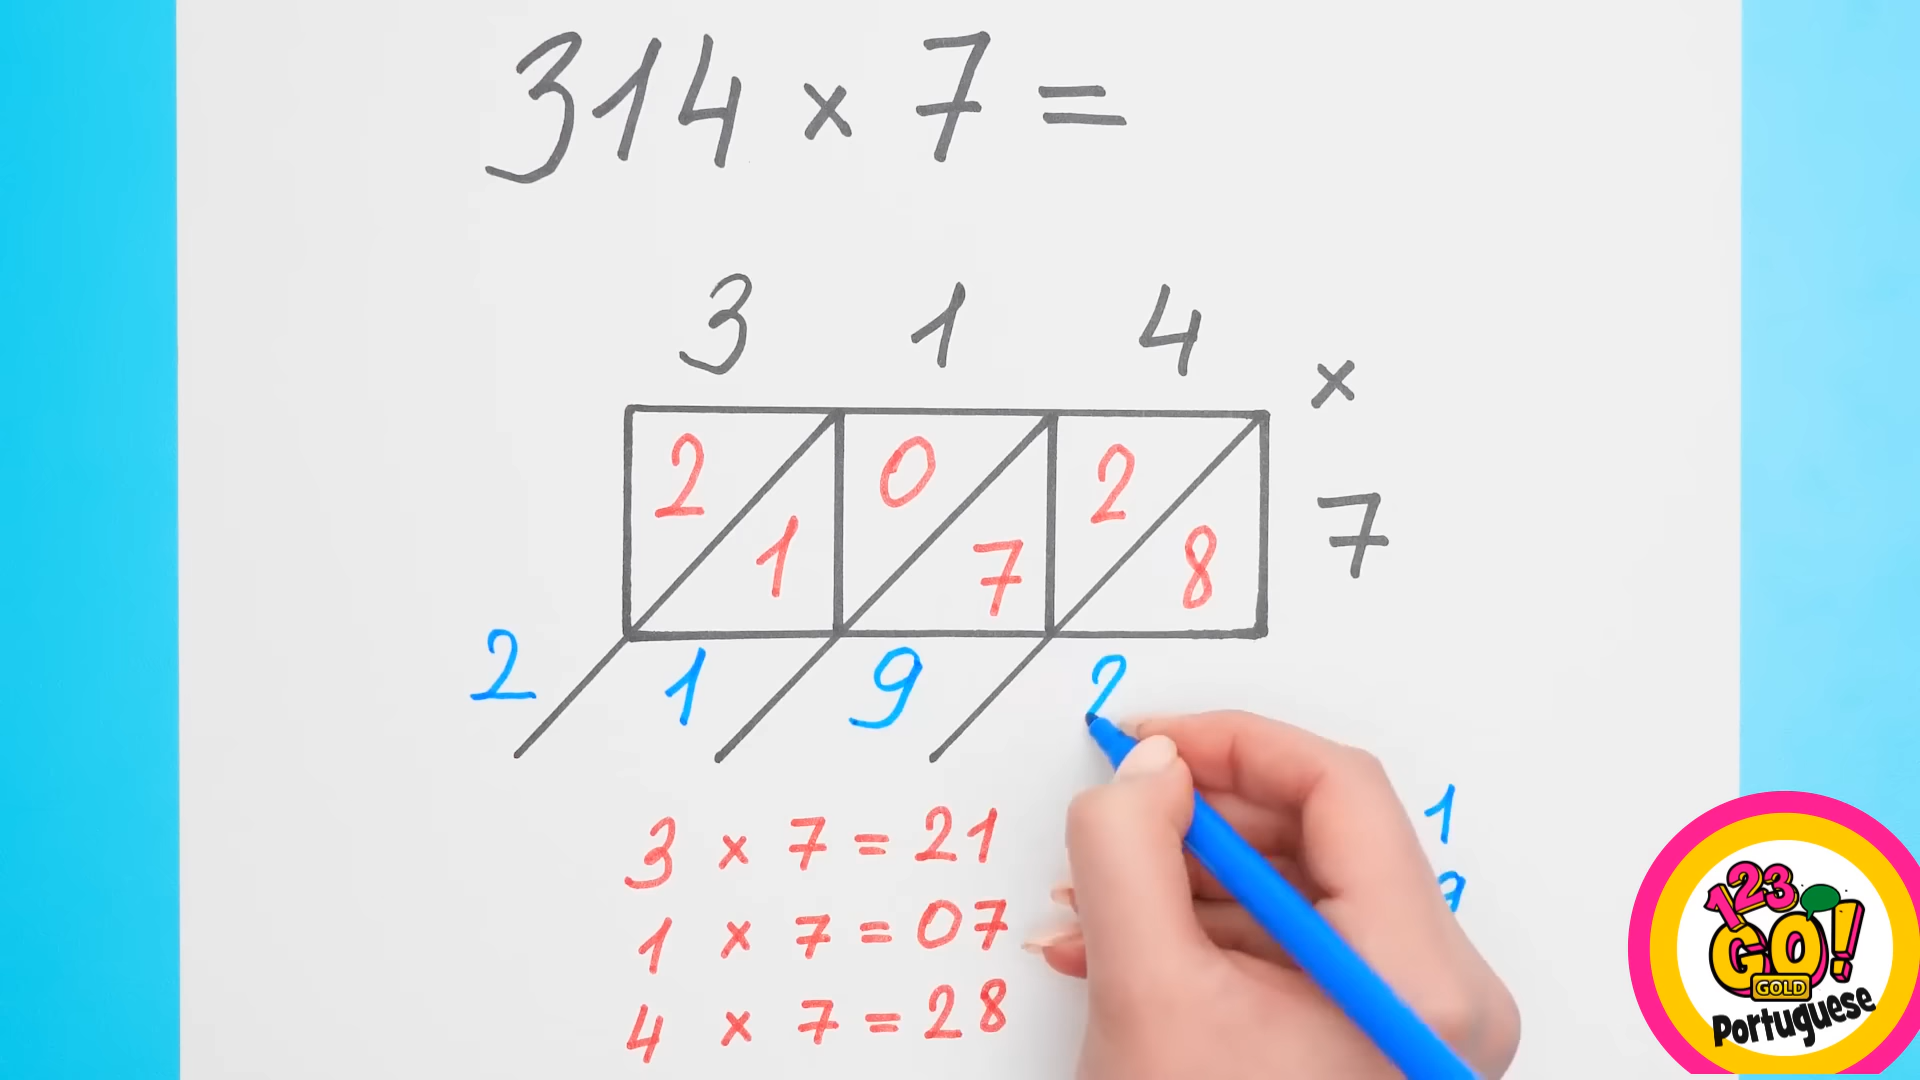 314 × 7 =
3 1 4 ×
2 0 2
1 7 8
7
2 1 9 2
3 × 7 = 21
1 × 7 = 07
4 × 7 = 28
1
123
GO!
GOLD
Portuguese